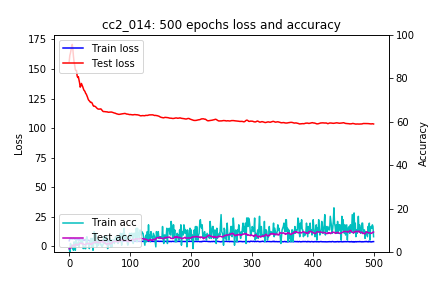 cc2_014: 500 epochs loss and accuracy
175
150
125
100
75
50
25
0
Loss
Train loss
Test loss
Train acc
Test acc
100
80
60
40
20
0
Accuracy
0
100
200
300
400
500